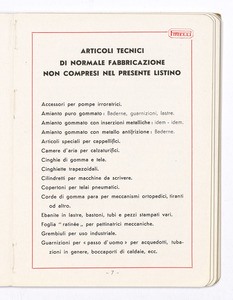 PIRELLI
ARTICOLI TECNICI
DI NORMALE FABBRICAZIONE
NON COMPRESI NEL PRESENTE LISTINO
Accessori per pompe irroratrici.
Amianto puro gommato: Bederne, guarnizioni, lastre.
Amianto gommato con inserzioni metalliche: idem - idem.
Amianto gommato con metallo antifrizione: Bederne.
Articoli speciali per cappellifici.
Camere d'aria per calzaturifici.
Cinghie di gomma e tela.
Cinghiette trapezoidali.
Cilindretti per macchine da scrivere.
Copertoni per telai pneumatici.
Corde di gomma para per meccanismi ortopedici, tiranti
ed altro.
Ebanite in lastre, bastoni, tubi e pezzi stampati vari.
Foglia "ratinée" per pettinatrici meccaniche.
Grembiuli per uso industriale.
Guarnizioni per "passo d'uomo" per acquedotti, tuba-
zioni in genere, boccaporti di caldaie, ecc.
- 7 -